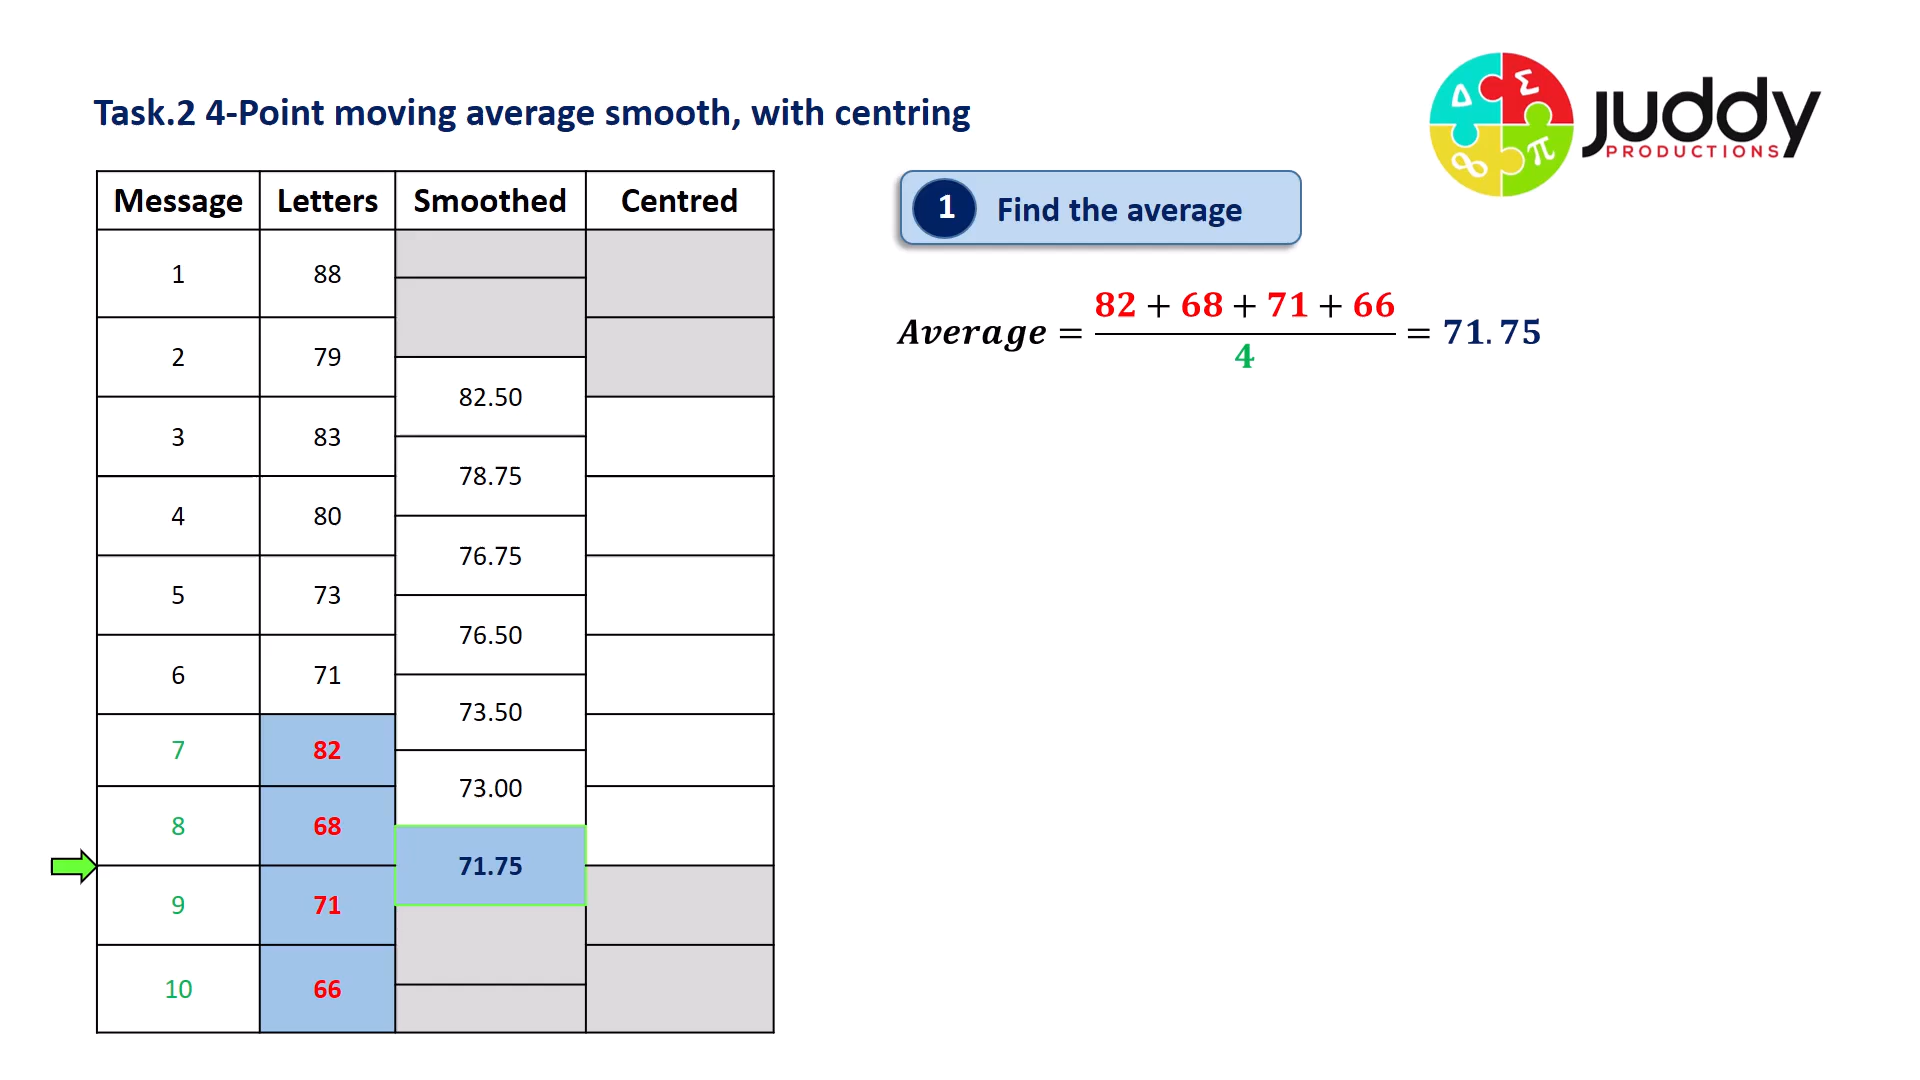 Task.2 4-Point moving average smooth, with centring
Δ Σ
∞ π
juddy
PRODUCTIONS
Message Letters Smoothed Centred
1 88
2 79
82.50
3 83
78.75
4 80
76.75
5 73
76.50
6 71
73.50
7 82
73.00
8 68
71.75
9 71
10 66
1 Find the average
Average = (82 + 68 + 71 + 66)/4 = 71.75